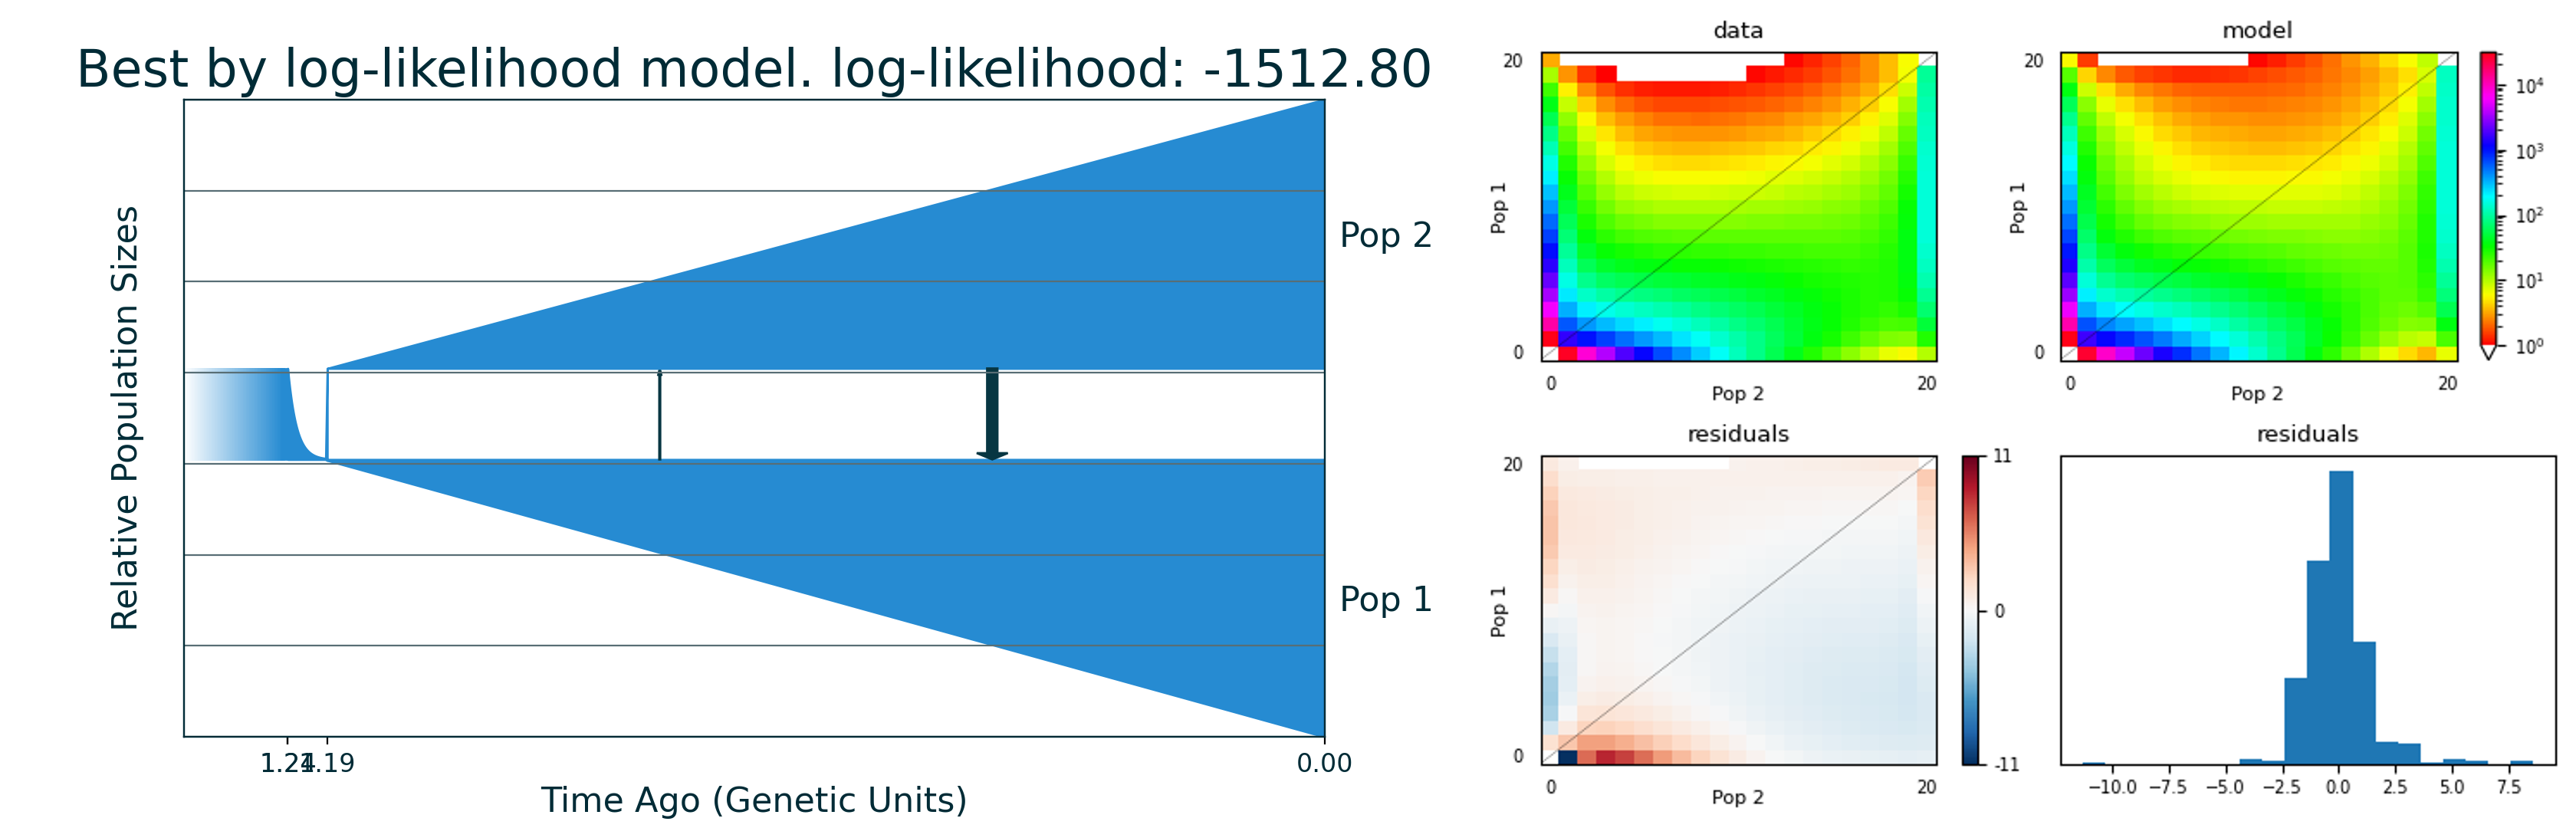 Best by log-likelihood model. log-likelihood: -1512.80
Relative Population Sizes
Pop 2
Pop 1
1.19
0.00
Time Ago (Genetic Units)
data
20
Pop 1
0
0
20
Pop 2
model
20
Pop 1
0
0
20
Pop 2
10⁴
10³
10²
10¹
10⁰
residuals
20
Pop 1
0
0
20
Pop 2
11
0
-11
residuals
−10.0 −7.5 −5.0 −2.5 0.0 2.5 5.0 7.5